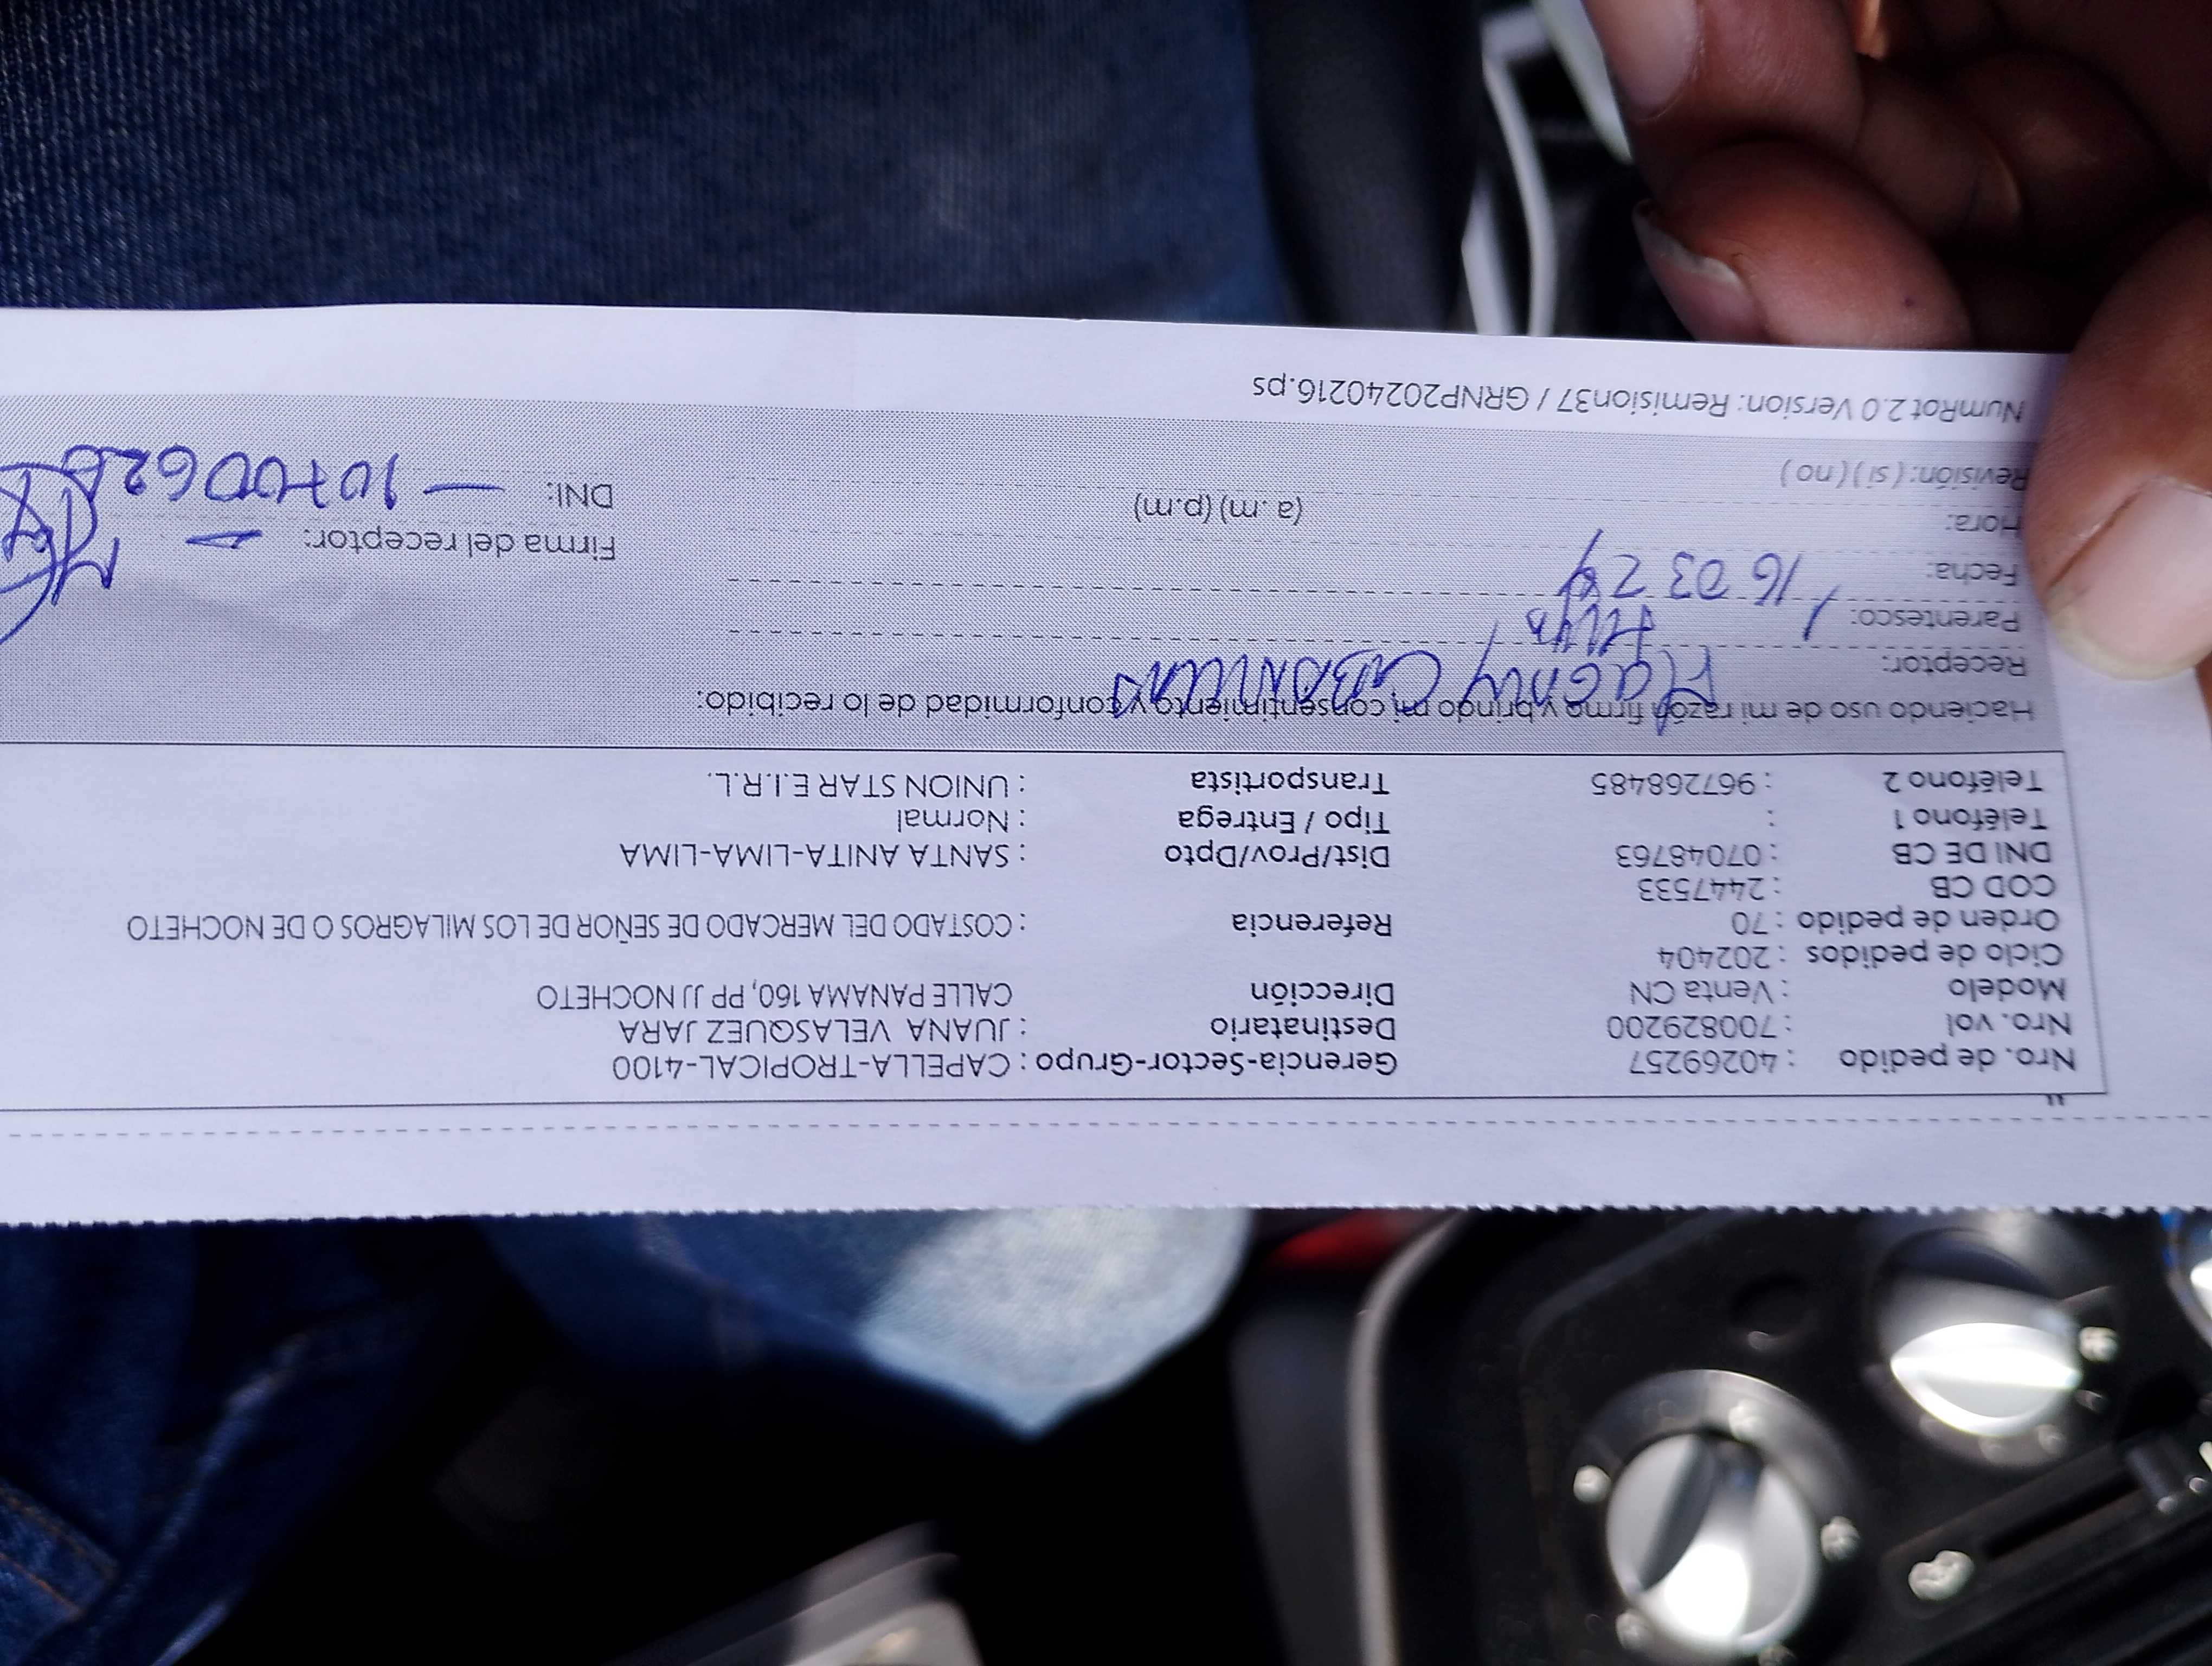 Nro. de pedido : 40269257 Gerencia-Sector-Grupo : CAPELLA-TROPICAL-4100
Nro. vol : 700829200 Destinatario : JUANA VELASQUEZ JARA
Modelo : Venta CN Dirección CALLE PANAMA 160, PP JJ NOCHETO
Ciclo de pedidos : 202404
Orden de pedido : 70 Referencia : COSTADO DEL MERCADO DE SEÑOR DE LOS MILAGROS O DE NOCHETO
COD CB : 2447533
DNI DE CB : 07048763 Dist/Prov/Dpto : SANTA ANITA-LIMA-LIMA
Teléfono 1 : Tipo / Entrega : Normal
Teléfono 2 : 967268485 Transportista : UNION STAR E.I.R.L.
Haciendo uso de mi razón firmo y brindo mi consentimiento y conformidad de lo recibido:
Receptor:
Parentesco:
Fecha: 16 03 24 Firma del receptor:
Hora: (a .m) (p.m) DNI:
Revisión: ( si ) ( no )
NumRot 2.0 Version: Remision37 / GRNP20240216.ps